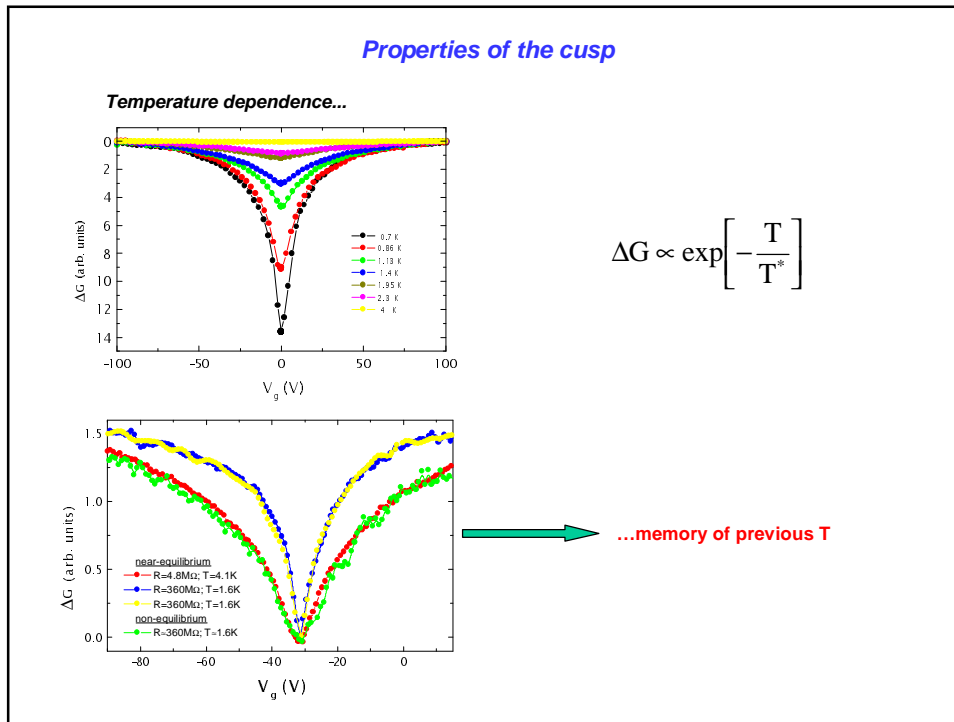 Properties of the cusp
Temperature dependence...
0
2
4
6
8
10
12
14
ΔG (arb. units)
0.7 K
0.86 K
1.13 K
1.4 K
1.95 K
2.3 K
4 K
-100
-50
0
50
100
V_g (V)
ΔG ∝ exp[-T/T*]
1.5
1.0
0.5
0.0
ΔG (arb. units)
near-equilibrium
R=4.8MΩ; T=4.1K
R=360MΩ; T=1.6K
R=360MΩ; T=1.6K
non-equilibrium
R≈360MΩ; T≈1.6K
-80
-60
-40
-20
0
V_g (V)
...memory of previous T